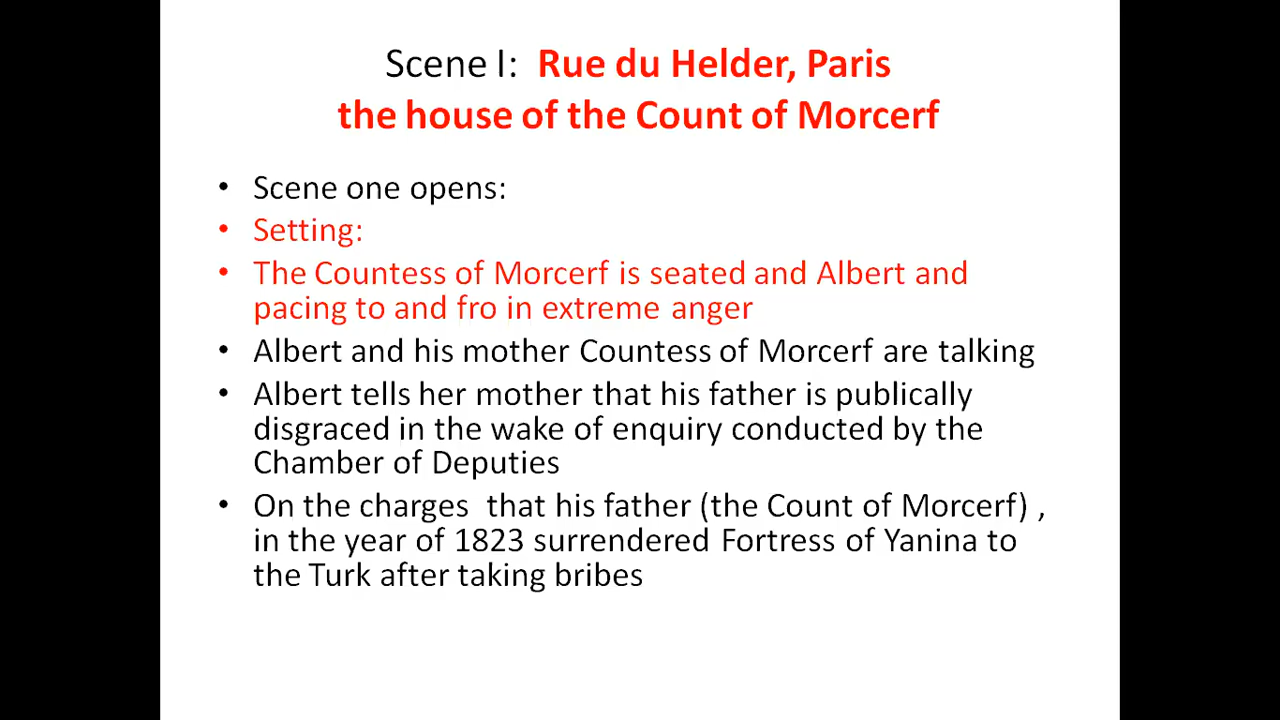 Scene I: Rue du Helder, Paris
the house of the Count of Morcerf
• Scene one opens:
• Setting:
• The Countess of Morcerf is seated and Albert and
pacing to and fro in extreme anger
• Albert and his mother Countess of Morcerf are talking
• Albert tells her mother that his father is publically
disgraced in the wake of enquiry conducted by the
Chamber of Deputies
• On the charges  that his father (the Count of Morcerf) ,
in the year of 1823 surrendered Fortress of Yanina to
the Turk after taking bribes